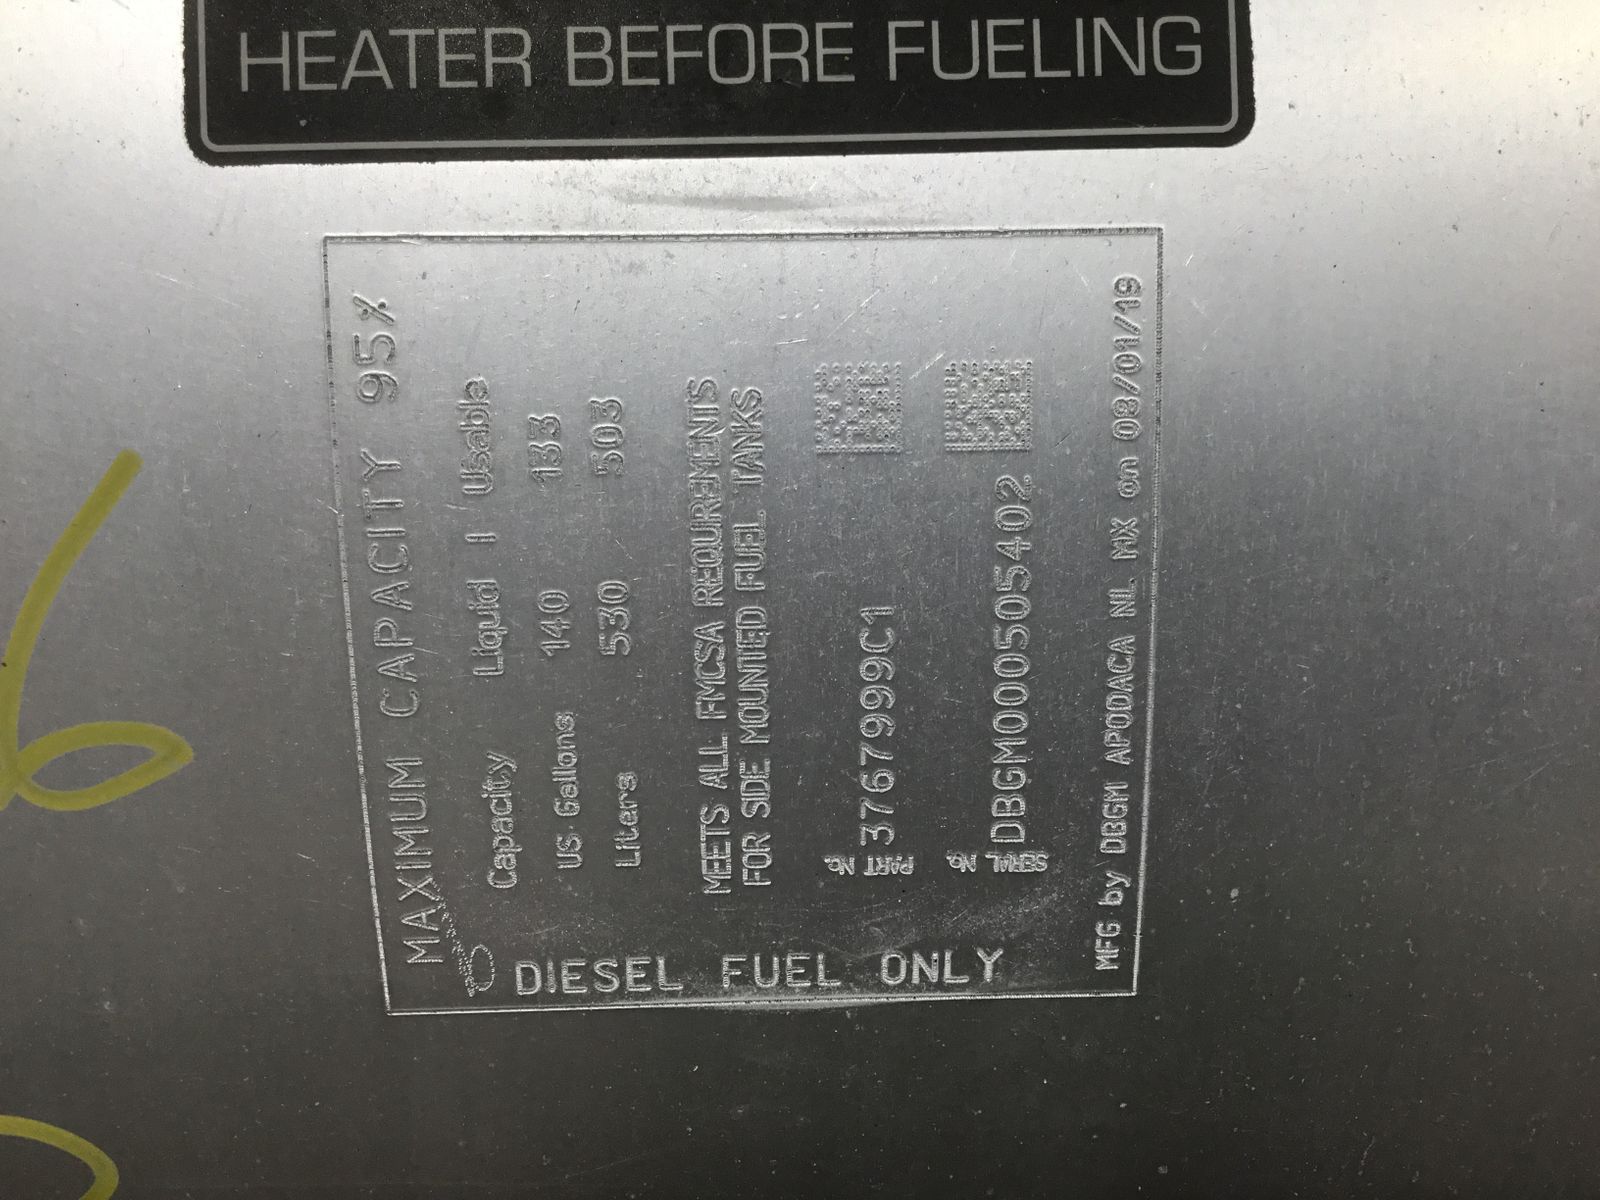 HEATER BEFORE FUELING
MAXIMUM CAPACITY 95%
Capacity Liquid | Usable
US. Gallons 140 133
Liters 530 503
MEETS ALL FMCSA REQUIREMENTS
FOR SIDE MOUNTED FUEL TANKS
PART No. 3767999C1
SERIAL No. DBGM000505402
MFG by DBGM APODACA NL MX on 08/01/19
DIESEL FUEL ONLY
6